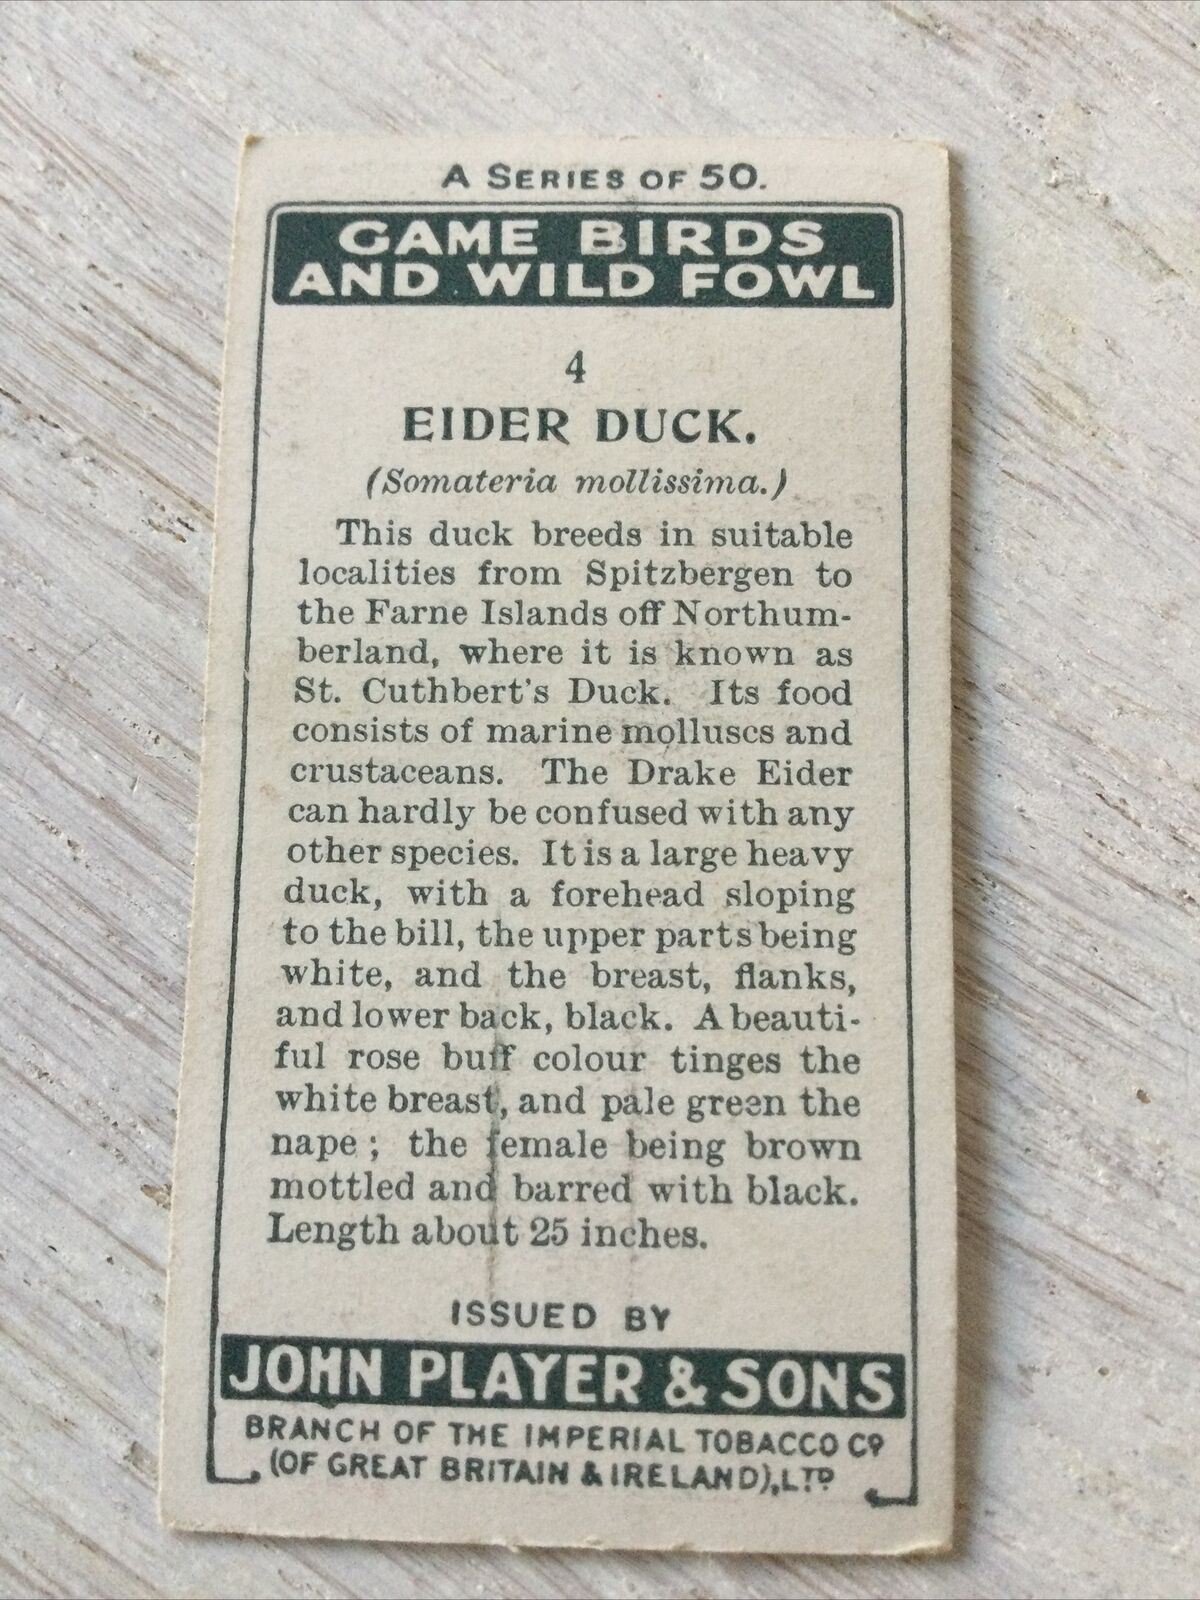 A SERIES OF 50.
GAME BIRDS
AND WILD FOWL
4
EIDER DUCK.
(Somateria mollissima.)
This duck breeds in suitable
localities from Spitzbergen to
the Farne Islands off Northum-
berland, where it is known as
St. Cuthbert's Duck. Its food
consists of marine molluscs and
crustaceans. The Drake Eider
can hardly be confused with any
other species. It is a large heavy
duck, with a forehead sloping
to the bill, the upper parts being
white, and the breast, flanks,
and lower back, black. A beauti-
ful rose buff colour tinges the
white breast, and pale green the
nape; the female being brown
mottled and barred with black.
Length about 25 inches.
ISSUED BY
JOHN PLAYER & SONS
BRANCH OF THE IMPERIAL TOBACCO CO
(OF GREAT BRITAIN & IRELAND), LTD